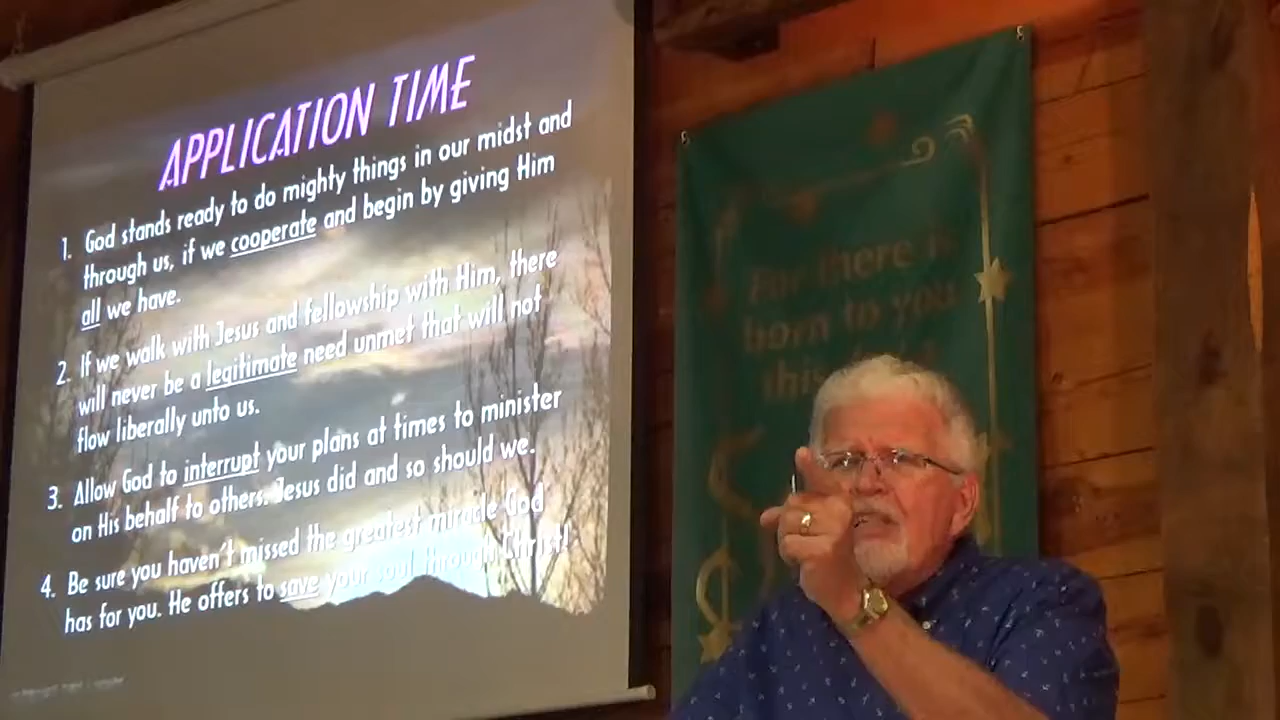 APPLICATION TIME
1. God stands ready to do mighty things in our midst and
through us, if we cooperate and begin by giving Him
all we have.
2. If we walk with Jesus and fellowship with Him, there
will never be a legitimate need unmet that will not
flow liberally unto us.
3. Allow God to interrupt your plans at times to minister
on His behalf to others. Jesus did and so should we.
4. Be sure you haven't missed the greatest miracle God
has for you. He offers to save your soul through Christ!
there is
born to you
this